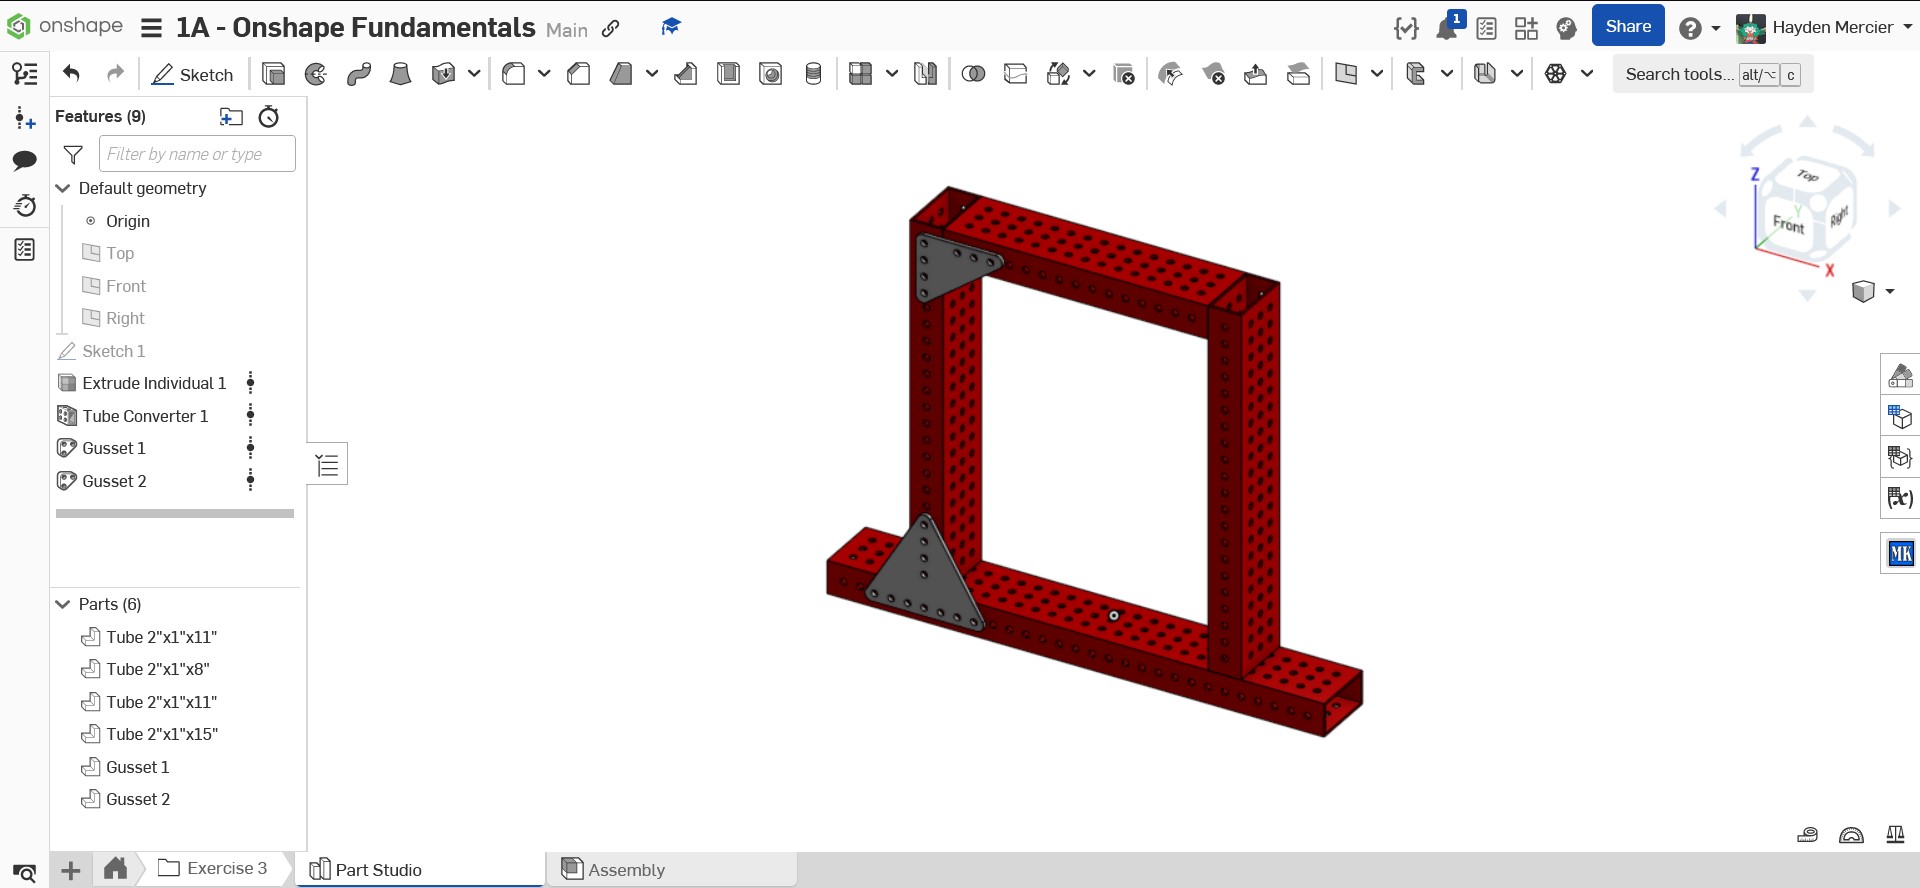 onshape 1A - Onshape Fundamentals Main 1 Share Hayden Mercier
Sketch Search tools... alt/⌥ c
Features (9)
Filter by name or type
Default geometry
Origin
Top
Front
Right
Sketch 1
Extrude Individual 1
Tube Converter 1
Gusset 1
Gusset 2
Parts (6)
Tube 2"x1"x11"
Tube 2"x1"x8"
Tube 2"x1"x11"
Tube 2"x1"x15"
Gusset 1
Gusset 2
Z
Top
Y
Front
Right
X
(x)
MK
Exercise 3 Part Studio Assembly